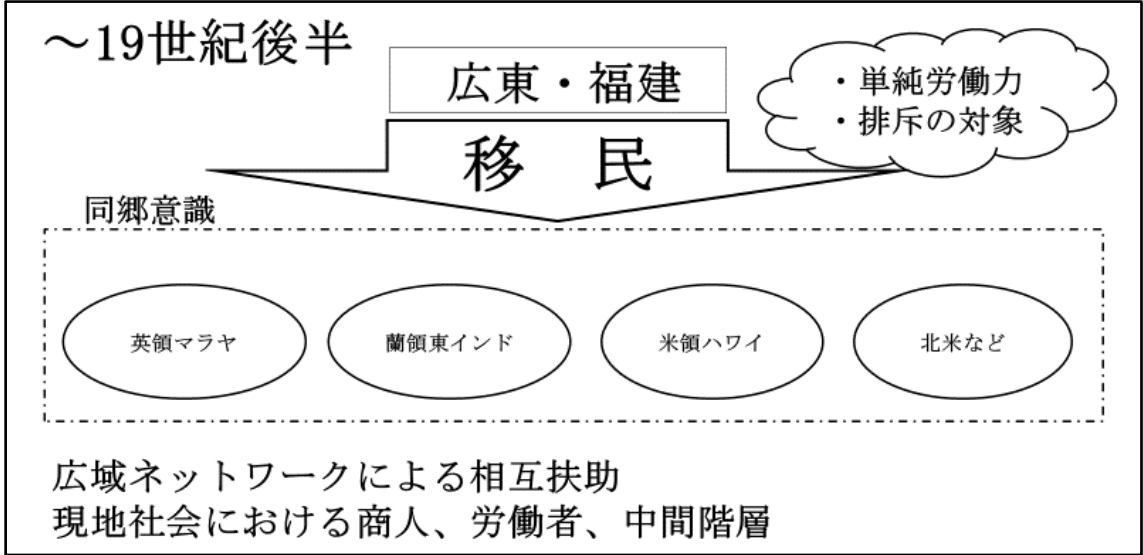 ～19世紀後半
広東・福建
・単純労働力
・排斥の対象
移　民
同郷意識
英領マラヤ
蘭領東インド
米領ハワイ
北米など
広域ネットワークによる相互扶助
現地社会における商人、労働者、中間階層